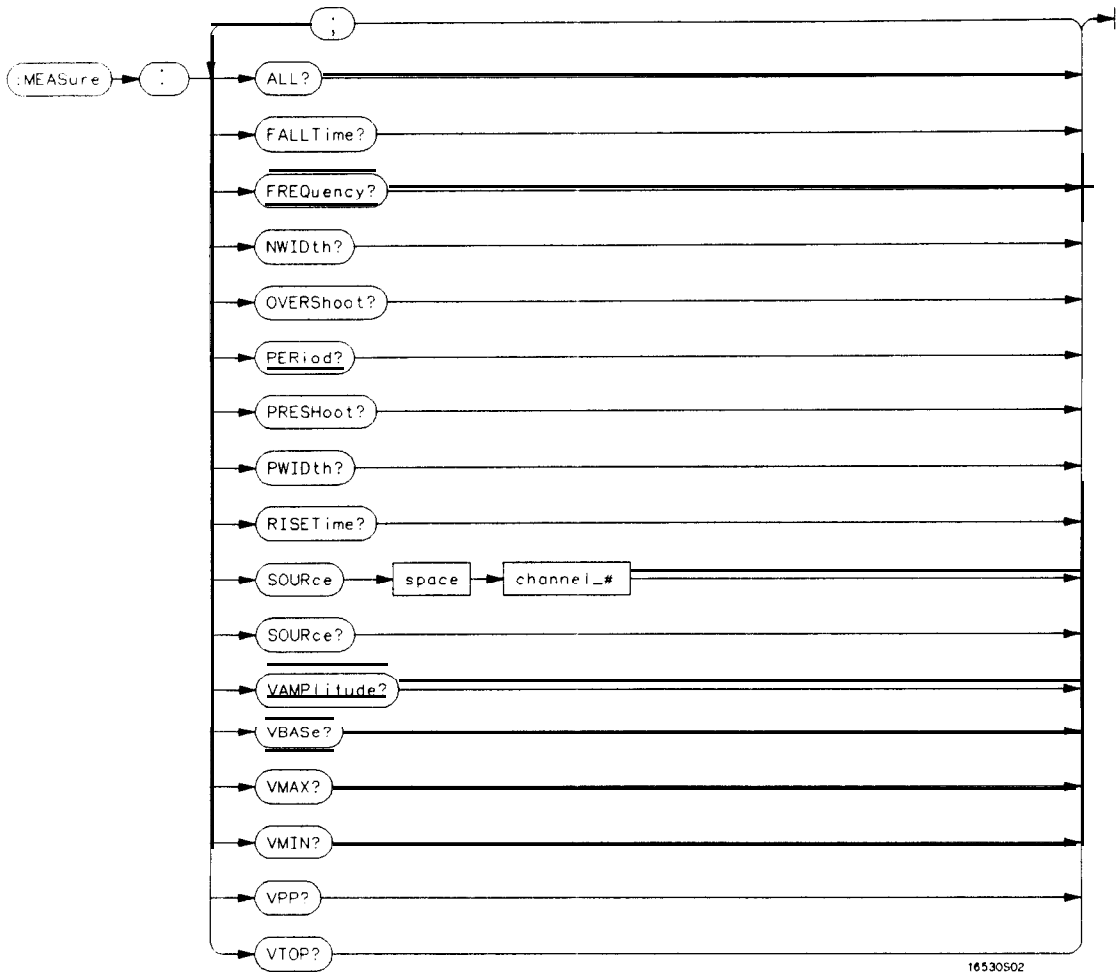 ;
:MEASure : ALL?
FALLTime?
FREQuency?
NWIDth?
OVERShoot?
PERiod?
PRESHoot?
PWIDth?
RISETime?
SOURce space channel_#
SOURce?
VAMPlitude?
VBASe?
VMAX?
VMIN?
VPP?
VTOP?
16530S02